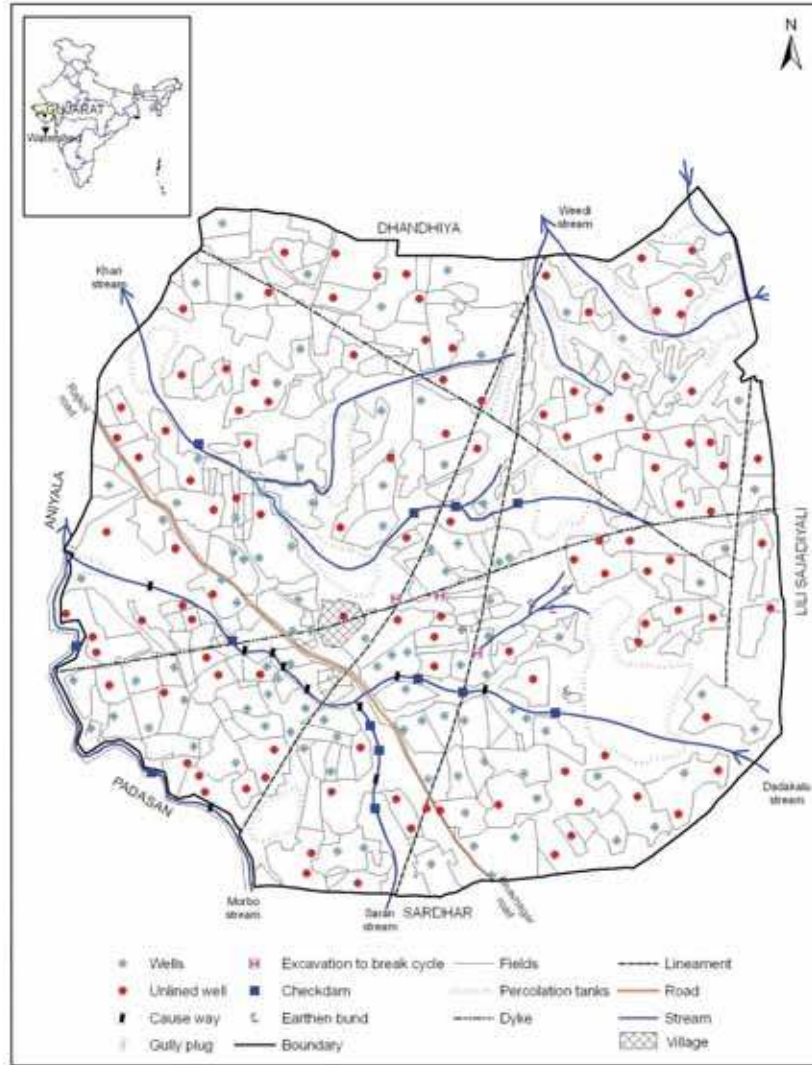 N
GUJARAT
Watershed
DHANDHIYA
Weedi
stream
Khari
stream
road
ANIYALA
LILI SAJADIYALI
PADASAN
Dadakalu
stream
Morbo
stream
Saran
stream
SARDHAR
road
Wells
Excavation to break cycle
Fields
Lineament
Unlined well
Checkdam
Percolation tanks
Road
Cause way
Earthen bund
Dyke
Stream
Gully plug
Boundary
Village